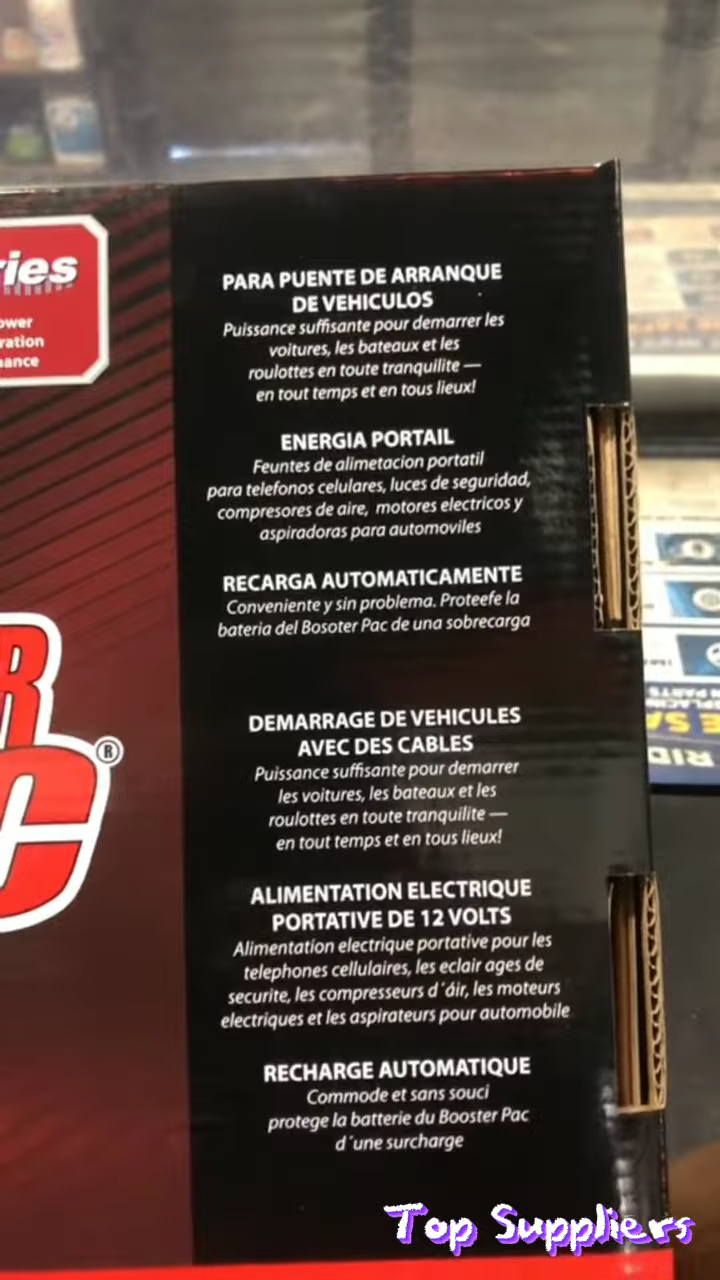 ries
ower
ration
nance
R
C®
PARA PUENTE DE ARRANQUE
DE VEHICULOS
Puissance suffisante pour demarrer les
voitures, les bateaux et les
roulottes en toute tranquilite —
en tout temps et en tous lieux!
ENERGIA PORTAIL
Feuntes de alimetacion portatil
para telefonos celulares, luces de seguridad,
compresores de aire, motores electricos y
aspiradoras para automoviles
RECARGA AUTOMATICAMENTE
Conveniente y sin problema. Proteefe la
bateria del Bosoter Pac de una sobrecarga
DEMARRAGE DE VEHICULES
AVEC DES CABLES
Puissance suffisante pour demarrer
les voitures, les bateaux et les
roulottes en toute tranquilite —
en tout temps et en tous lieux!
ALIMENTATION ELECTRIQUE
PORTATIVE DE 12 VOLTS
Alimentation electrique portative pour les
telephones cellulaires, les eclair ages de
securite, les compresseurs d´áir, les moteurs
electriques et les aspirateurs pour automobile
RECHARGE AUTOMATIQUE
Commode et sans souci
protege la batterie du Booster Pac
d´une surcharge
Top Suppliers